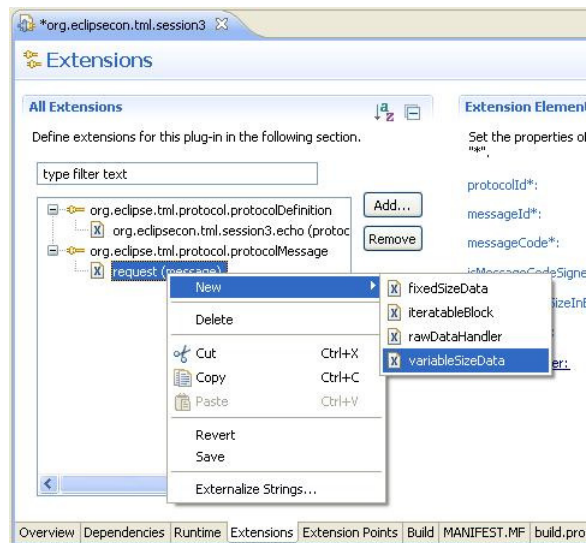 *org.eclipsecon.tml.session3
Extensions
All Extensions
Define extensions for this plug-in in the following section.
type filter text
org.eclipse.tml.protocol.protocolDefinition
org.eclipsecon.tml.session3.echo (protoc
org.eclipse.tml.protocol.protocolMessage
request (message)
Add...
Remove
Extension Element
Set the properties of
"*".
protocolId*:
messageId*:
messageCode*:
isMessageCodeSigne
SizeInB
er:
New
Delete
Cut Ctrl+X
Copy Ctrl+C
Paste Ctrl+V
Revert
Save
Externalize Strings...
fixedSizeData
iteratableBlock
rawDataHandler
variableSizeData
Overview Dependencies Runtime Extensions Extension Points Build MANIFEST.MF build.pro